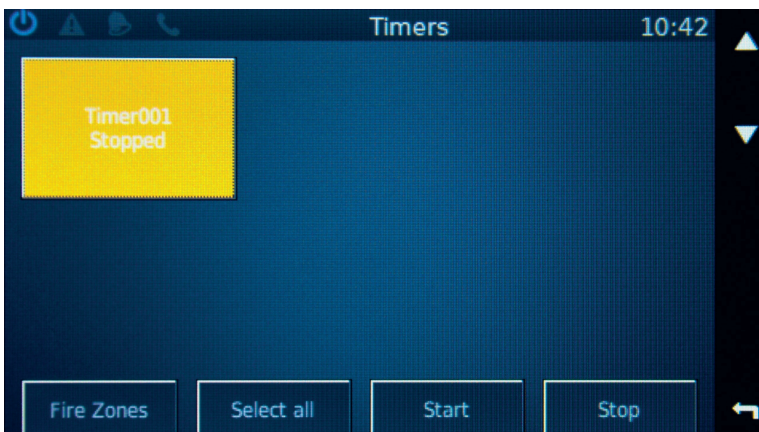 Timers
10:42
Timer001
Stopped
Fire Zones
Select all
Start
Stop